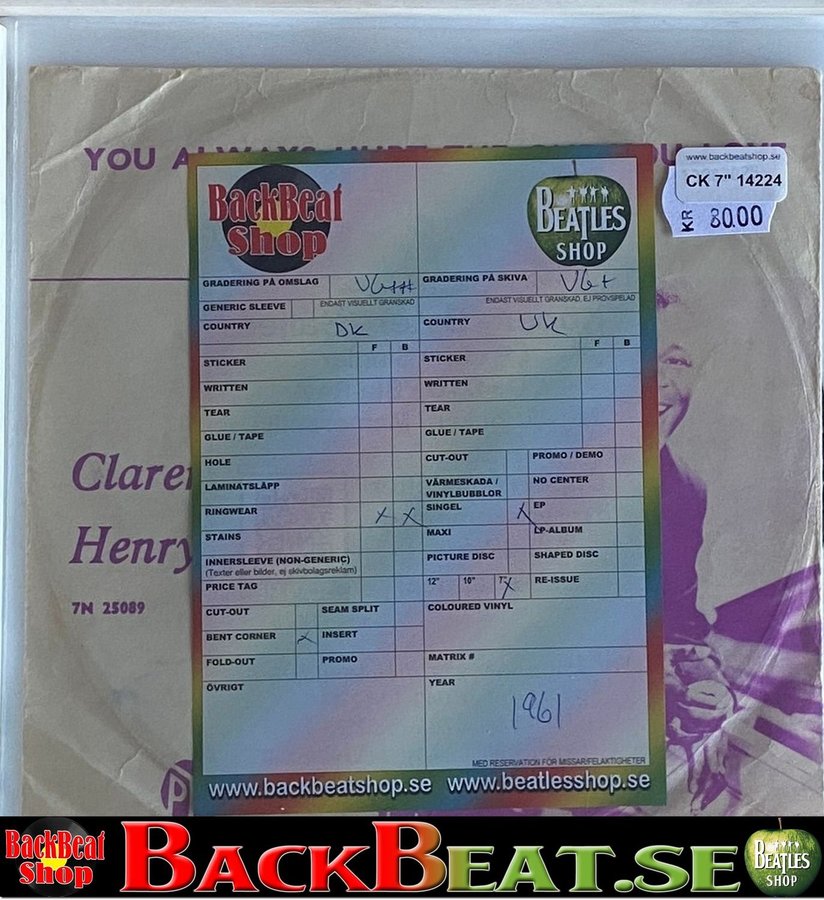 YOU
www.backbeatshop.se
CK 7" 14224
KR 80.00
BackBeat
Shop
BEATLES
SHOP
GRADERING PÅ OMSLAG VG+++
GRADERING PÅ SKIVA VG+
GENERIC SLEEVE ENDAST VISUELLT GRANSKAD
ENDAST VISUELLT GRANSKAD, EJ PROVSPELAD
COUNTRY DK
COUNTRY UK
F B
F B
STICKER
STICKER
WRITTEN
WRITTEN
TEAR
TEAR
GLUE / TAPE
GLUE / TAPE
HOLE
CUT-OUT PROMO / DEMO
LAMINATSLÄPP
VÄRMESKADA /
VINYLBUBBLOR
NO CENTER
RINGWEAR X X
SINGEL X EP
STAINS
MAXI LP-ALBUM
INNERSLEEVE (NON-GENERIC)
(Texter eller bilder, ej skivbolagsreklam)
PICTURE DISC SHAPED DISC
PRICE TAG
12" 10" 7" X RE-ISSUE
CUT-OUT SEAM SPLIT
COLOURED VINYL
BENT CORNER X INSERT
FOLD-OUT PROMO
MATRIX #
ÖVRIGT
YEAR
1961
MED RESERVATION FÖR MISSAR/FELAKTIGHETER
www.backbeatshop.se www.beatlesshop.se
Henry
7N 25089
BackBeat
Shop
BACKBEAT.SE
BEATLES
SHOP